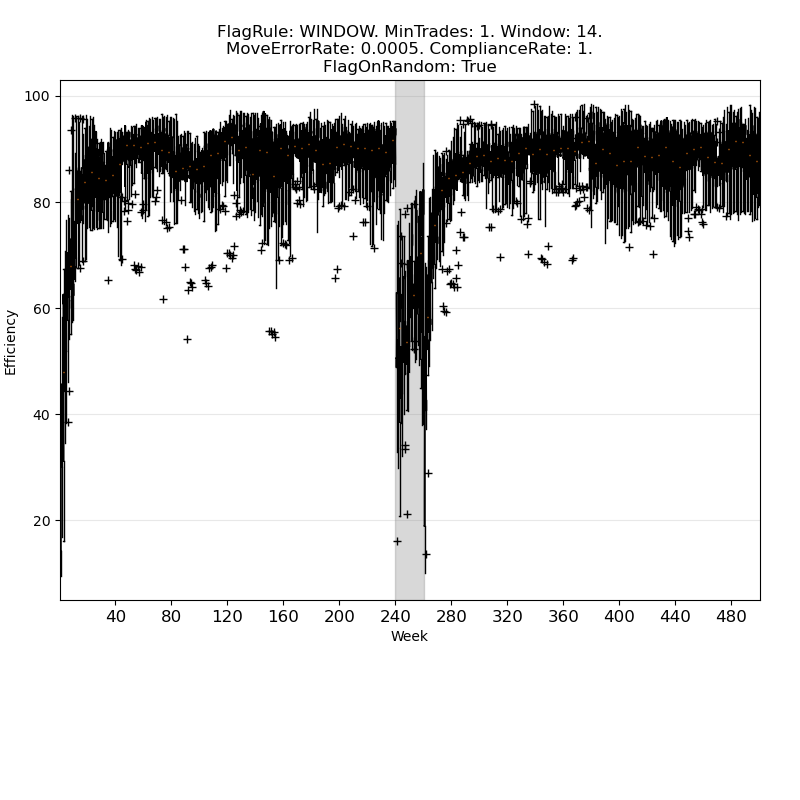 FlagRule: WINDOW. MinTrades: 1. Window: 14.
MoveErrorRate: 0.0005. ComplianceRate: 1.
FlagOnRandom: True
100
80
60
40
20
Efficiency
40 80 120 160 200 240 280 320 360 400 440 480
Week